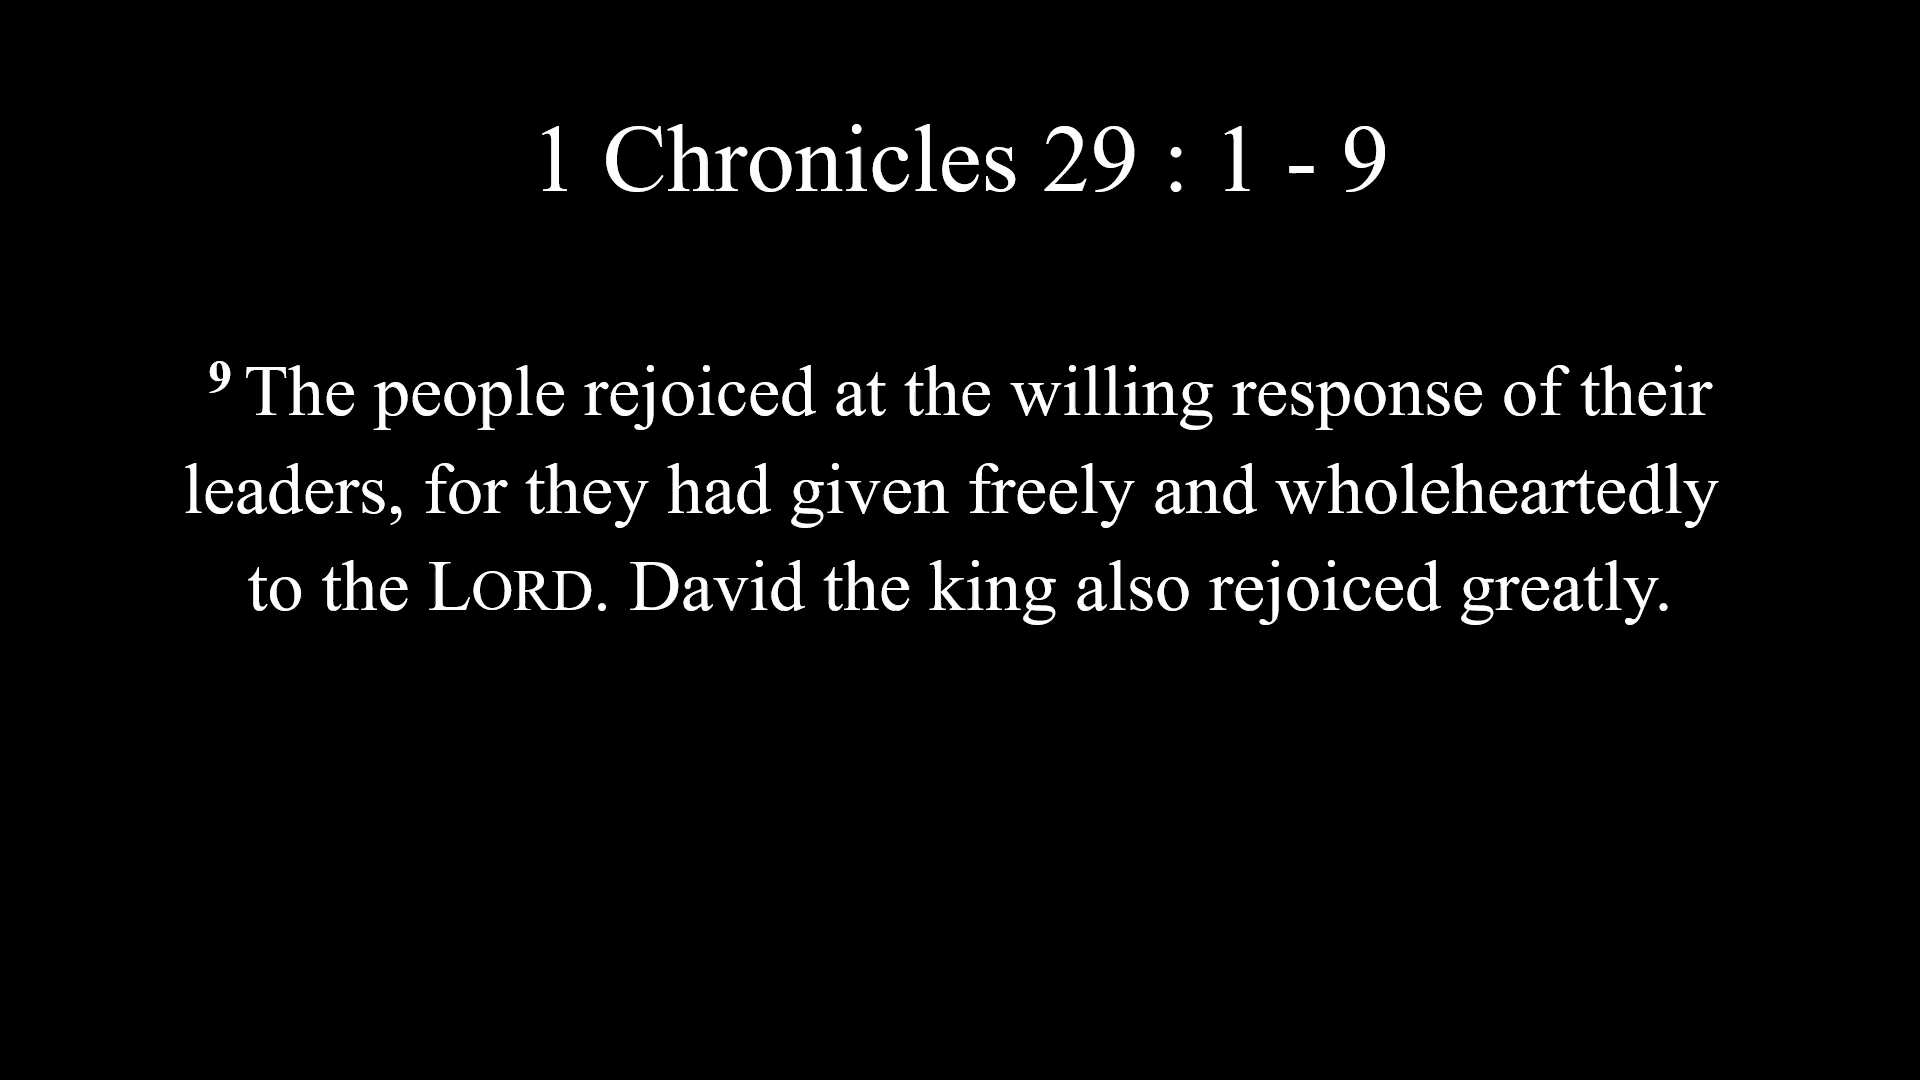 1 Chronicles 29 : 1 - 9
9 The people rejoiced at the willing response of their
leaders, for they had given freely and wholeheartedly
to the LORD. David the king also rejoiced greatly.